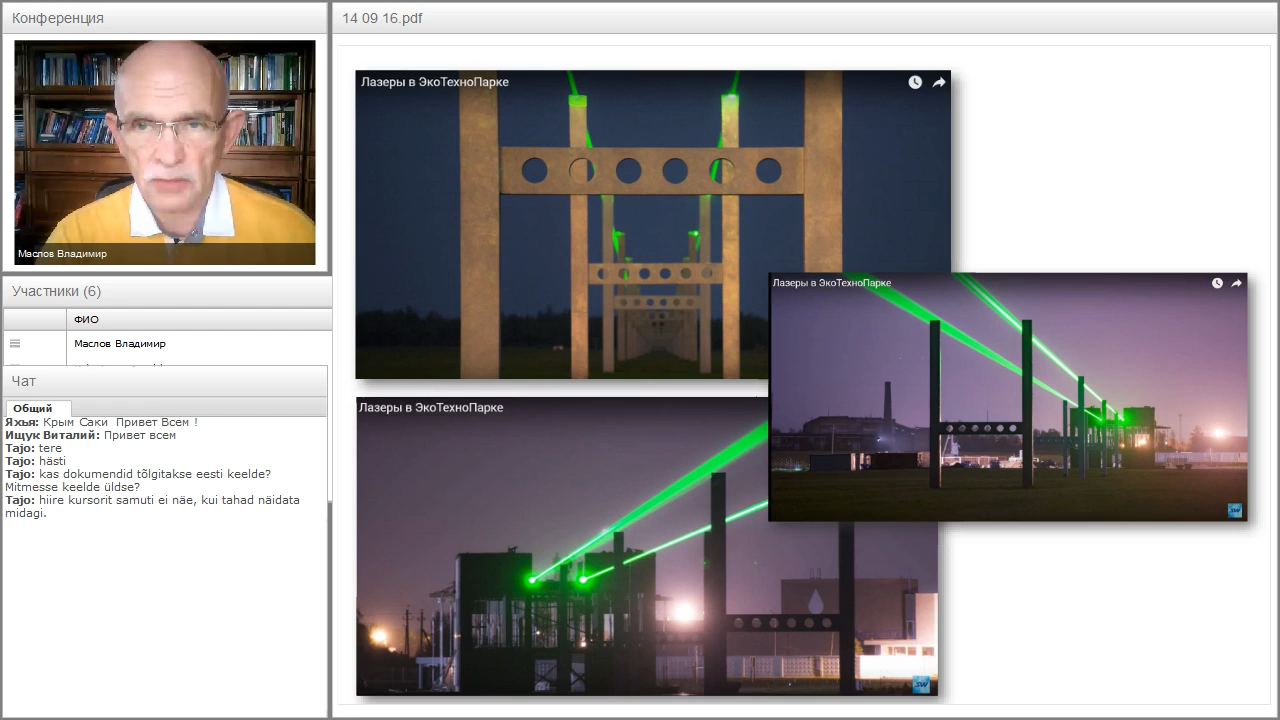 Конференция
Маслов Владимир
Участники (6)
ФИО
Маслов Владимир
Чат
Общий
Яхья: Крым Саки Привет Всем !
Ищук Виталий: Привет всем
Tajo: tere
Tajo: hästi
Tajo: kas dokumendid tõlgitakse eesti keelde?
Mitmesse keelde üldse?
Tajo: hiire kursorit samuti ei näe, kui tahad näidata
midagi.
14 09 16.pdf
Лазеры в ЭкоТехноПарке
Лазеры в ЭкоТехноПарке
SW
Лазеры в ЭкоТехноПарке
SW